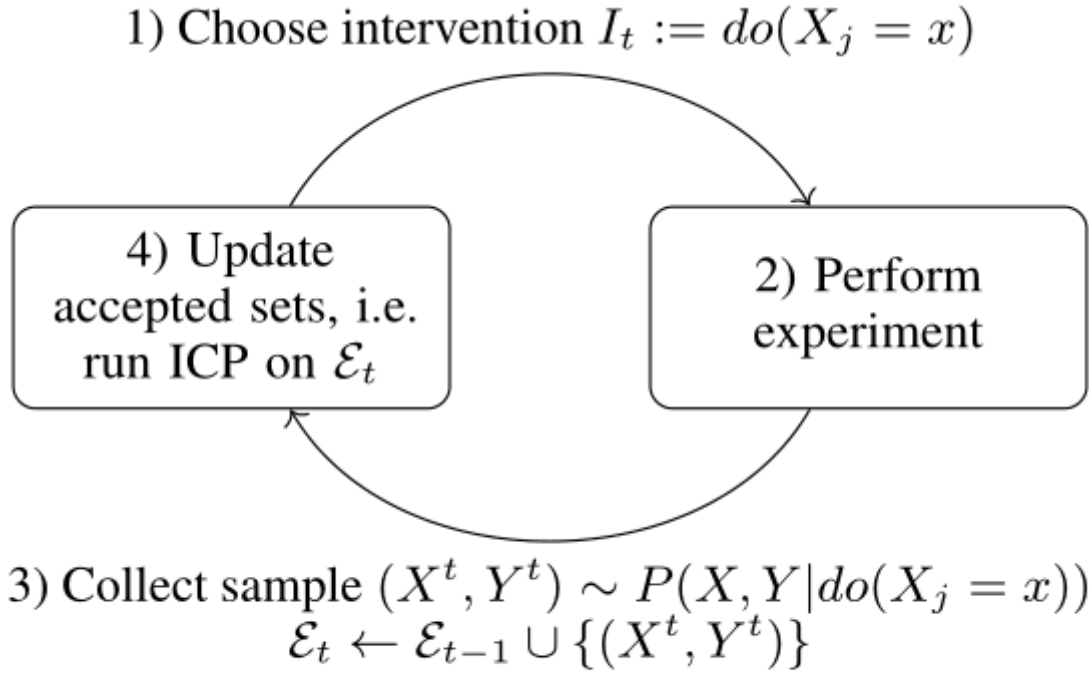 1) Choose intervention $I_t := do(X_j = x)$
4) Update
accepted sets, i.e.
run ICP on $\mathcal{E}_t$
2) Perform
experiment
3) Collect sample $(X^t, Y^t) \sim P(X, Y|do(X_j = x))$
$\mathcal{E}_t \leftarrow \mathcal{E}_{t-1} \cup \{(X^t, Y^t)\}$